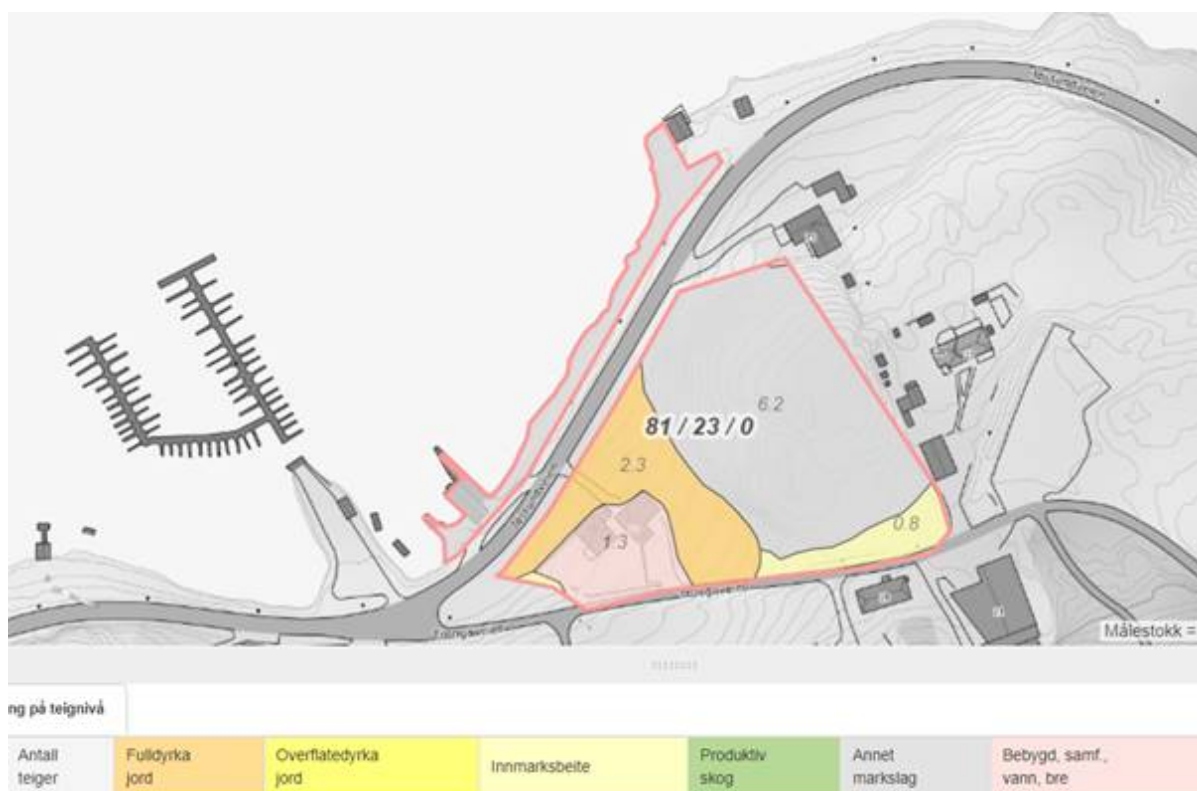 6.2
81 / 23 / 0
2.3
0.8
1.3
Målestokk =
ng på teignivå
Antall
teiger
Fulldyrka
jord
Overflatedyrka
jord
Innmarksbeite
Produktiv
skog
Annet
markslag
Bebygd, samf.,
vann, bre